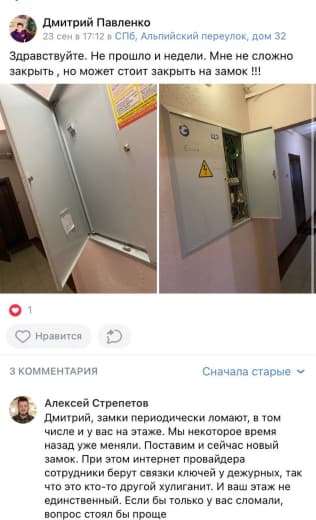 Дмитрий Павленко
23 сен в 17:12 в СПб, Альпийский переулок, дом 32
Здравствуйте. Не прошло и недели. Мне не сложно
закрыть , но может стоит закрыть на замок !!!
1
Нравится
3 КОММЕНТАРИЯ
Сначала старые
Алексей Стрепетов
Дмитрий, замки периодически ломают, в том
числе и у вас на этаже. Мы некоторое время
назад уже меняли. Поставим и сейчас новый
замок. При этом интернет провайдера
сотрудники берут связки ключей у дежурных, так
что это кто-то другой хулиганит. И ваш этаж не
единственный. Если бы только у вас сломали,
вопрос стоял бы проще